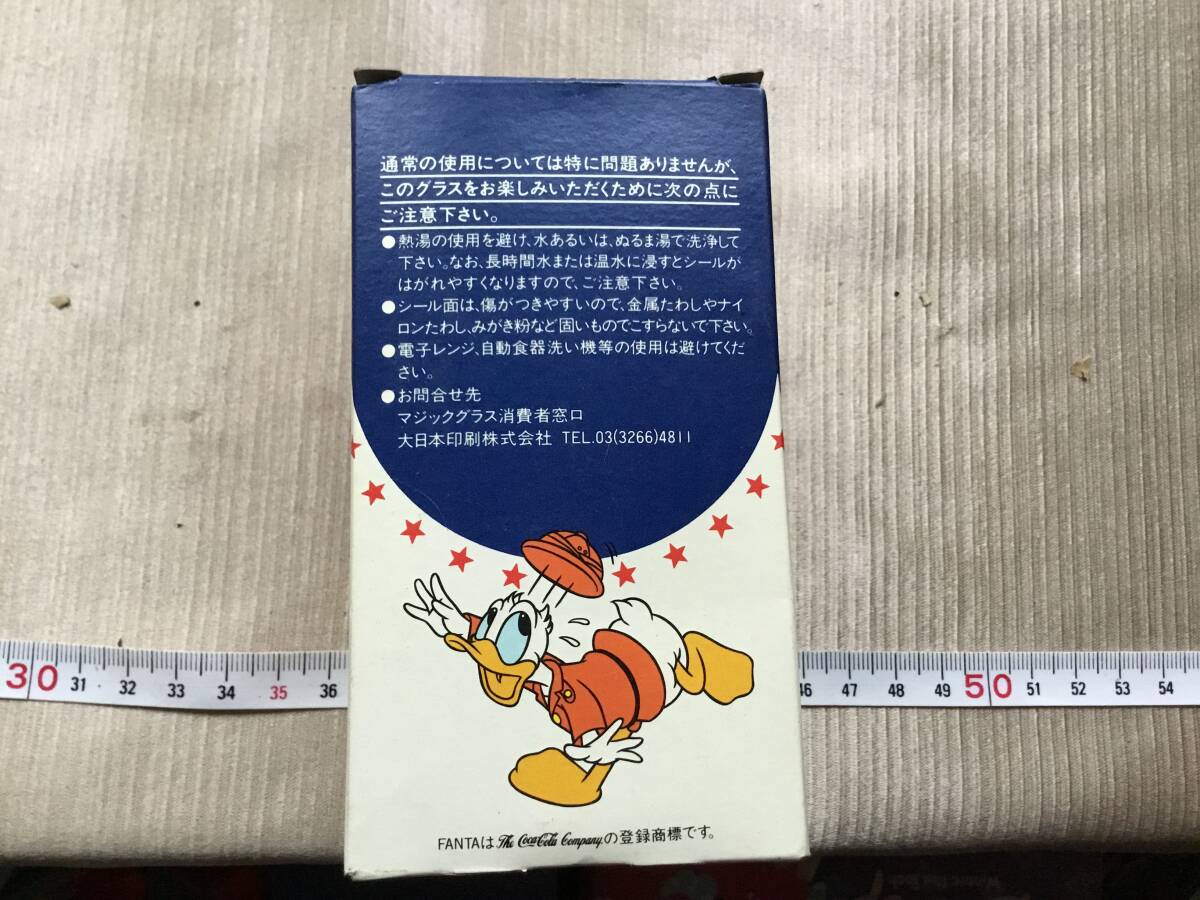 通常の使用については特に問題ありませんが、
このグラスをお楽しみいただくために次の点に
ご注意下さい。
●熱湯の使用を避け、水あるいは、ぬるま湯で洗浄して
下さい。なお、長時間水または温水に浸すとシールが
はがれやすくなりますので、ご注意下さい。
●シール面は、傷がつきやすいので、金属たわしやナイ
ロンたわし、みがき粉など固いものでこすらないで下さい。
●電子レンジ、自動食器洗い機等の使用は避けてくだ
さい。
●お問合せ先
マジックグラス消費者窓口
大日本印刷株式会社 TEL.03(3266)4811
30 31 32 33 34 35 36
46 47 48 49 50 51 52 53 54
FANTAは The Coca-Cola Company の登録商標です。